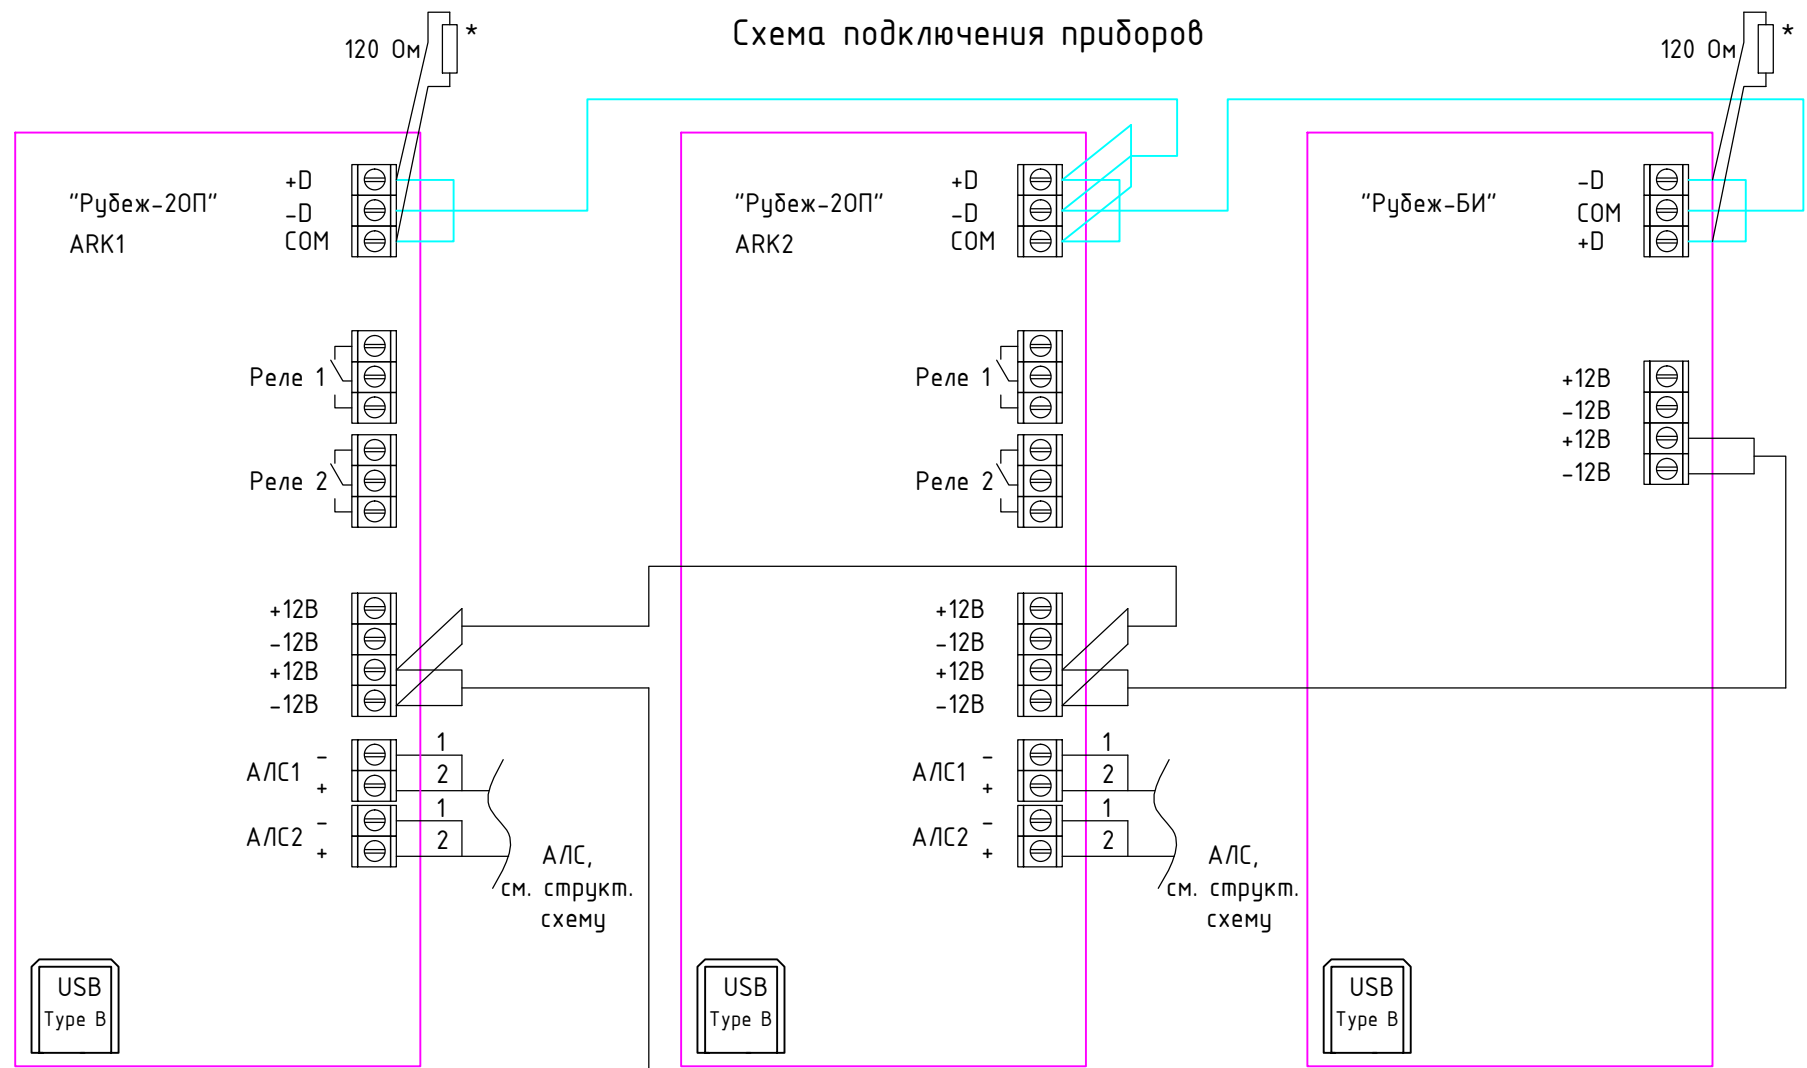 Схема подключения приборов
120 Ом
*
120 Ом
*
"Рубеж-2ОП"
ARK1
+D
-D
COM
Реле 1
Реле 2
+12В
-12В
+12В
-12В
АЛС1
-
+
АЛС2
-
+
1
2
1
2
АЛС,
см. структ.
схему
USB
Type B
"Рубеж-2ОП"
ARK2
+D
-D
COM
Реле 1
Реле 2
+12В
-12В
+12В
-12В
АЛС1
-
+
АЛС2
-
+
1
2
1
2
АЛС,
см. структ.
схему
USB
Type B
"Рубеж-БИ"
-D
COM
+D
+12В
-12В
+12В
-12В
USB
Type B